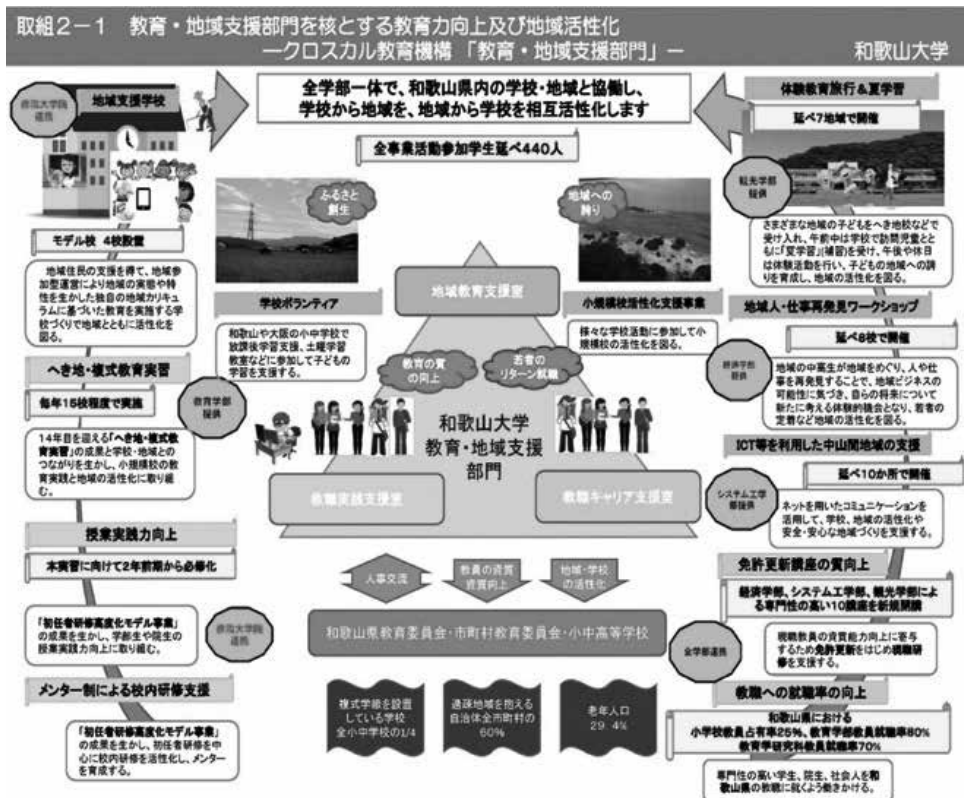 取組2-1 教育・地域支援部門を核とする教育力向上及び地域活性化
ークロスカル教育機構 「教育・地域支援部門」－
和歌山大学
教職大学院
連携
地域支援学校
全学部一体で、和歌山県内の学校・地域と協働し、
学校から地域を、地域から学校を相互活性化します
全事業活動参加学生延べ440人
体験教育旅行＆夏学習
延べ7地域で開催
観光学部
提供
さまざまな地域の子どもをへき地校などで
受け入れ、午前中は学校で訪問児童とと
もに「夏学習」(補習)を受け、午後や休日
は体験活動を行い、子どもの地域への誇
りを育成し、地域の活性化を図る。
ふるさと
創生
地域への
誇り
モデル校 4校設置
地域住民の支援を得て、地域参
加型運営により地域の実態や特
性を生かした独自の地域カリキュ
ラムに基づいた教育を実施する学
校づくりで地域とともに活性化を
図る。
学校ボランティア
和歌山や大阪の小中学校で
放課後学習支援、土曜学習
教室などに参加して子どもの
学習を支援する。
地域教育支援室
小規模校活性化支援事業
様々な学校活動に参加して小
規模校の活性化を図る。
地域人・仕事再発見ワークショップ
延べ8校で開催
経済学部
提供
地域の中高生が地域をめぐり、人や仕
事を再発見することで、地域ビジネスの
可能性に気づき、自らの将来について
新たに考える体験的機会となり、若者の
定着など地域の活性化を図る。
へき地・複式教育実習
毎年15校程度で実施
教育学部
提供
14年目を迎える「へき地・複式教
育実習」の成果と学校・地域との
つながりを生かし、小規模校の教
育実践と地域の活性化に取り組
む。
教育の質
の向上
若者の
リターン就職
和歌山大学
教育・地域支援
部門
教職実践支援室
教職キャリア支援室
ICT等を利用した中山間地域の支援
延べ10か所で開催
システム工学
部提供
ネットを用いたコミュニケーションを
活用して、学校、地域の活性化や
安全・安心な地域づくりを支援する。
授業実践力向上
本実習に向けて2年前期から必修化
「初任者研修高度化モデル事業」
の成果を生かし、学部生や院生の
授業実践力向上に取り組む。
教職大学院
連携
人事交流
教員の資質
資質向上
地域・学校
の活性化
和歌山県教育委員会・市町村教育委員会・小中高等学校
免許更新講座の質向上
経済学部、システム工学部、観光学部によ
る専門性の高い10講座を新規開講
全学部連携
現職教員の資質能力向上に寄与
するため免許更新をはじめ現職研
修を支援する。
メンター制による校内研修支援
「初任者研修高度化モデル事業」
の成果を生かし、初任者研修を中
心に校内研修を活性化し、メンター
を育成する。
複式学級を設置
している学校
全小中学校の1/4
過疎地域を抱える
自治体全市町村の
60%
老年人口
29.4%
教職への就職率の向上
和歌山県における
小学校教員占有率25%、教育学部教員就職率80%
教育学研究科教員就職率70%
専門性の高い学生、院生、社会人を和
歌山県の教職に就くよう働きかける。